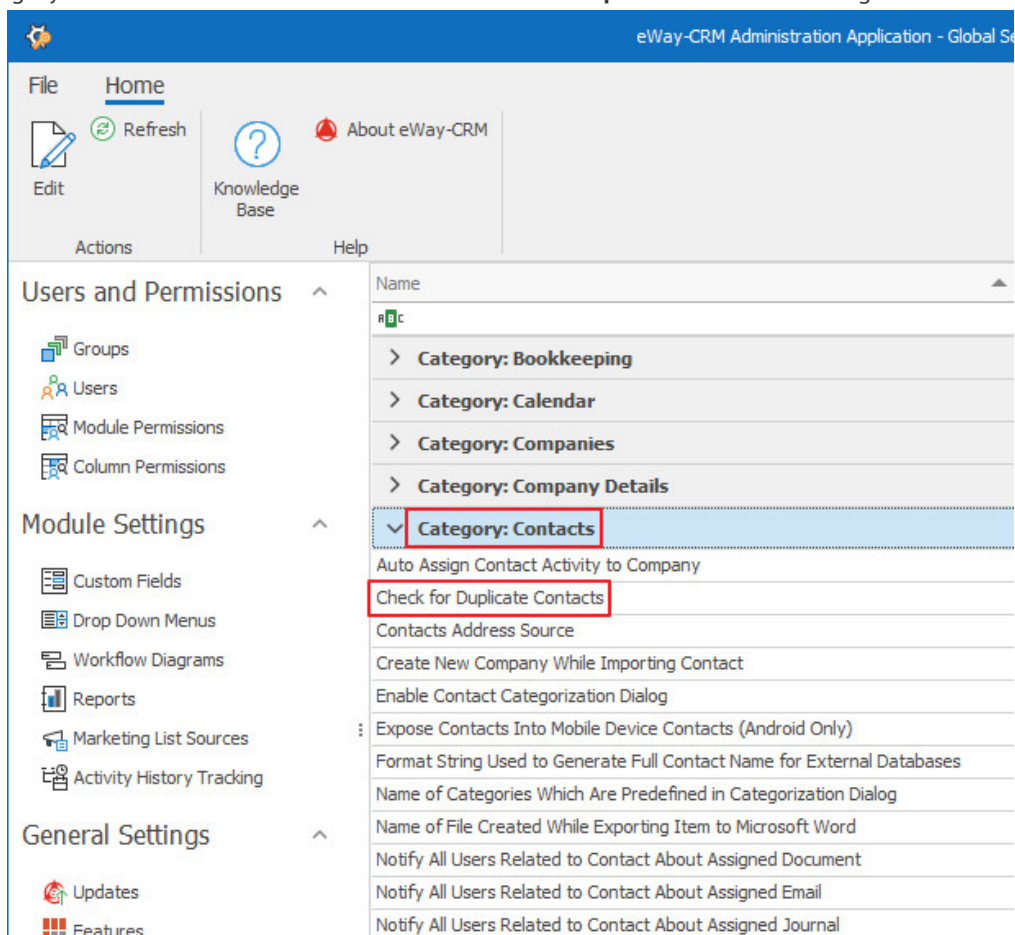 eWay-CRM Administration Application - Global Se
File Home
Refresh
About eWay-CRM
Edit
Knowledge
Base
Actions
Help
Users and Permissions
Groups
Users
Module Permissions
Column Permissions
Module Settings
Custom Fields
Drop Down Menus
Workflow Diagrams
Reports
Marketing List Sources
Activity History Tracking
General Settings
Updates
Features
Name
ABC
Category: Bookkeeping
Category: Calendar
Category: Companies
Category: Company Details
Category: Contacts
Auto Assign Contact Activity to Company
Check for Duplicate Contacts
Contacts Address Source
Create New Company While Importing Contact
Enable Contact Categorization Dialog
Expose Contacts Into Mobile Device Contacts (Android Only)
Format String Used to Generate Full Contact Name for External Databases
Name of Categories Which Are Predefined in Categorization Dialog
Name of File Created While Exporting Item to Microsoft Word
Notify All Users Related to Contact About Assigned Document
Notify All Users Related to Contact About Assigned Email
Notify All Users Related to Contact About Assigned Journal